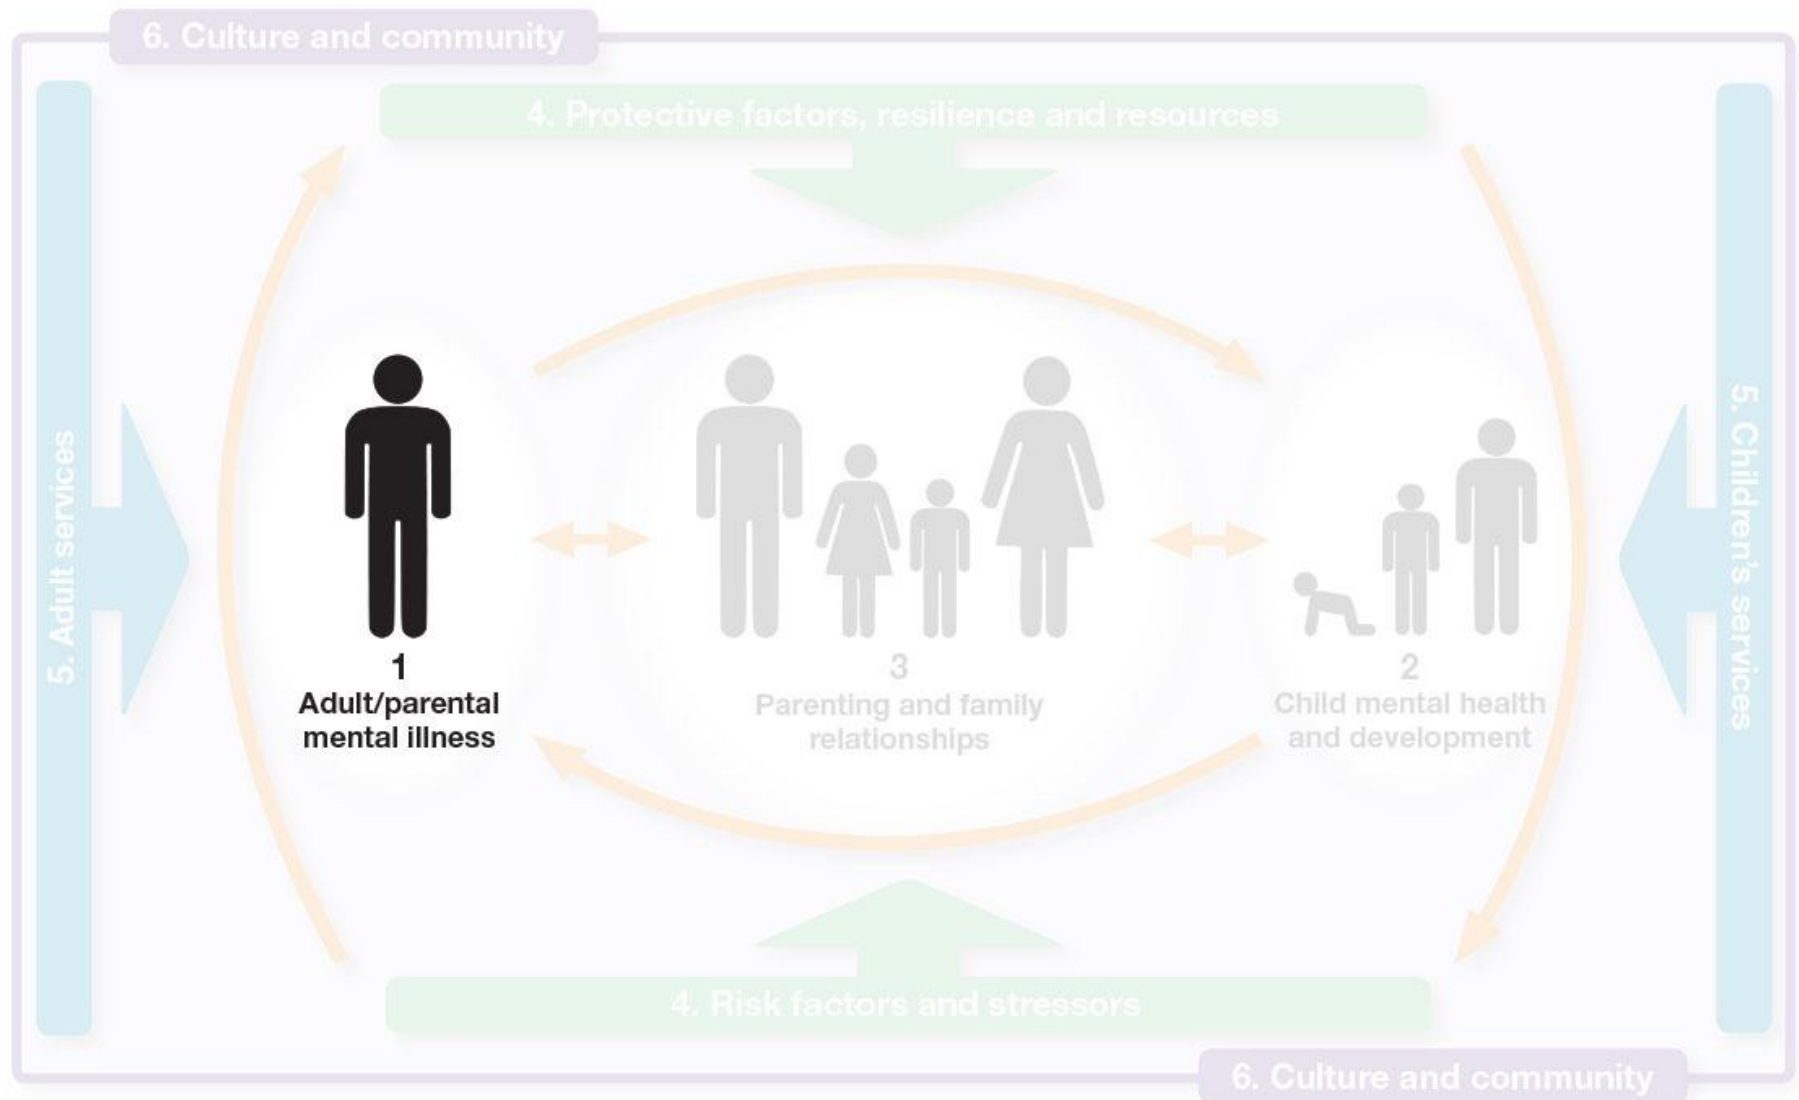 6. Culture and community
4. Protective factors, resilience and resources
5. Adult services
5. Children's services
1
Adult/parental
mental illness
3
Parenting and family
relationships
2
Child mental health
and development
4. Risk factors and stressors
6. Culture and community